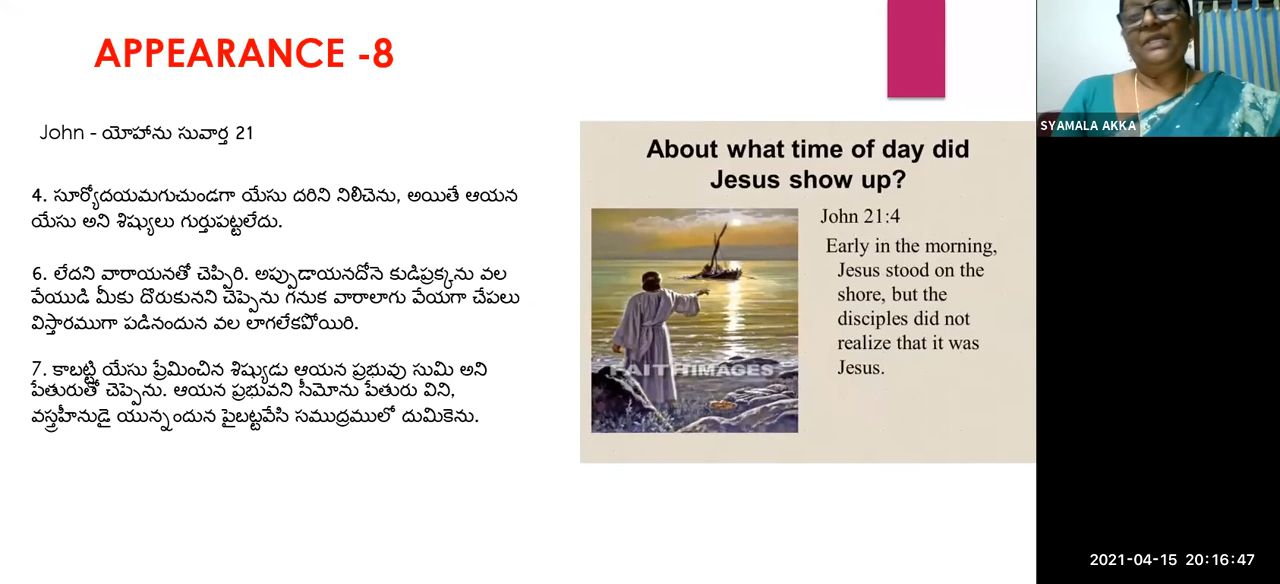 APPEARANCE -8
John - యోహాను సువార్త 21
4. సూర్యోదయమగుచుండగా యేసు దరిని నిలిచెను, అయితే ఆయన
యేసు అని శిష్యులు గుర్తుపట్టలేదు.
6. లేదని వారాయనతో చెప్పిరి. అప్పుడాయనదోనె కుడిప్రక్కను వల
వేయుడి మీకు దొరుకునని చెప్పెను గనుక వారాలాగు వేయగా చేపలు
విస్తారముగా పడినందున వల లాగలేకపోయిరి.
7. కాబట్టి యేసు ప్రేమించిన శిష్యుడు ఆయన ప్రభువు సుమి అని
పేతురుతో చెప్పెను. ఆయన ప్రభువని సీమోను పేతురు విని,
వస్త్రహీనుడై యున్నందున పైబట్టవేసి సముద్రములో దుమికెను.
About what time of day did
Jesus show up?
John 21:4
Early in the morning,
Jesus stood on the
shore, but the
disciples did not
realize that it was
Jesus.
FAITHIMAGES
SYAMALA AKKA
2021-04-15 20:16:47